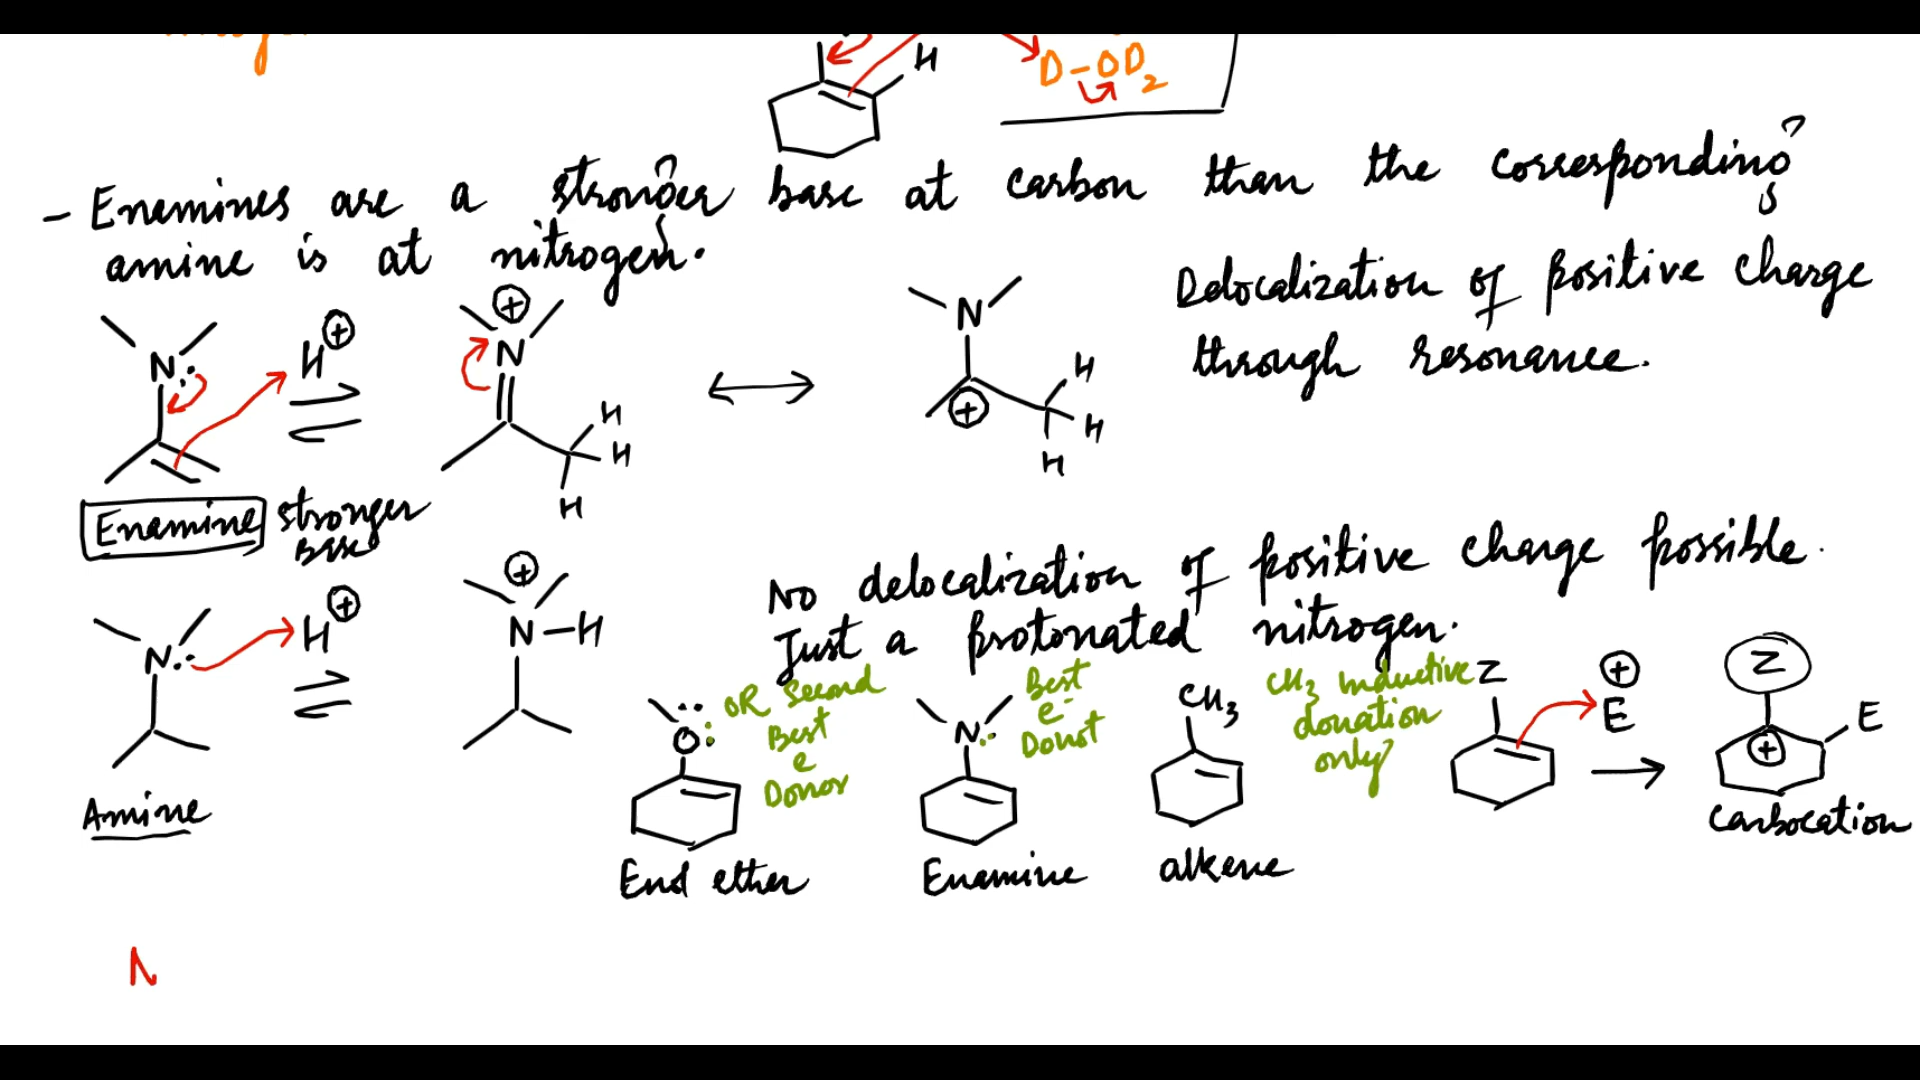 H
D-OD2
- Enamines are a stronger base at carbon than the corresponding
amine is at nitrogen.
Delocalization of positive charge
through resonance.
N: H+
N+
H
H
H
N
+
H
H
H
Enamine stronger
Base
No delocalization of positive charge possible.
Just a protonated nitrogen.
N: H+
+
N-H
Amine
O
OR Second
Best
e
Donor
Enol ether
N:
Best
e-
Donot
Enamine
CH3
alkene
CH3 inductive
donation
only
Z
E+
Z
+
E
Carbocation
N